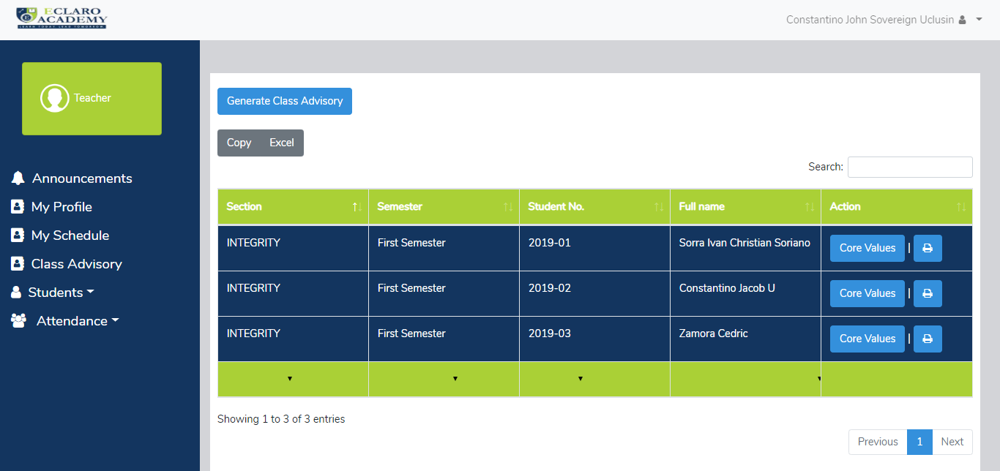 ECLARO
ACADEMY
LEARN TODAY. LEAD TOMORROW.
Constantino John Sovereign Uclusin
Teacher
Announcements
My Profile
My Schedule
Class Advisory
Students
Attendance
Generate Class Advisory
Copy Excel
Search:
Section Semester Student No. Full name Action
INTEGRITY First Semester 2019-01 Sorra Ivan Christian Soriano Core Values |
INTEGRITY First Semester 2019-02 Constantino Jacob U Core Values |
INTEGRITY First Semester 2019-03 Zamora Cedric Core Values |
Showing 1 to 3 of 3 entries
Previous 1 Next